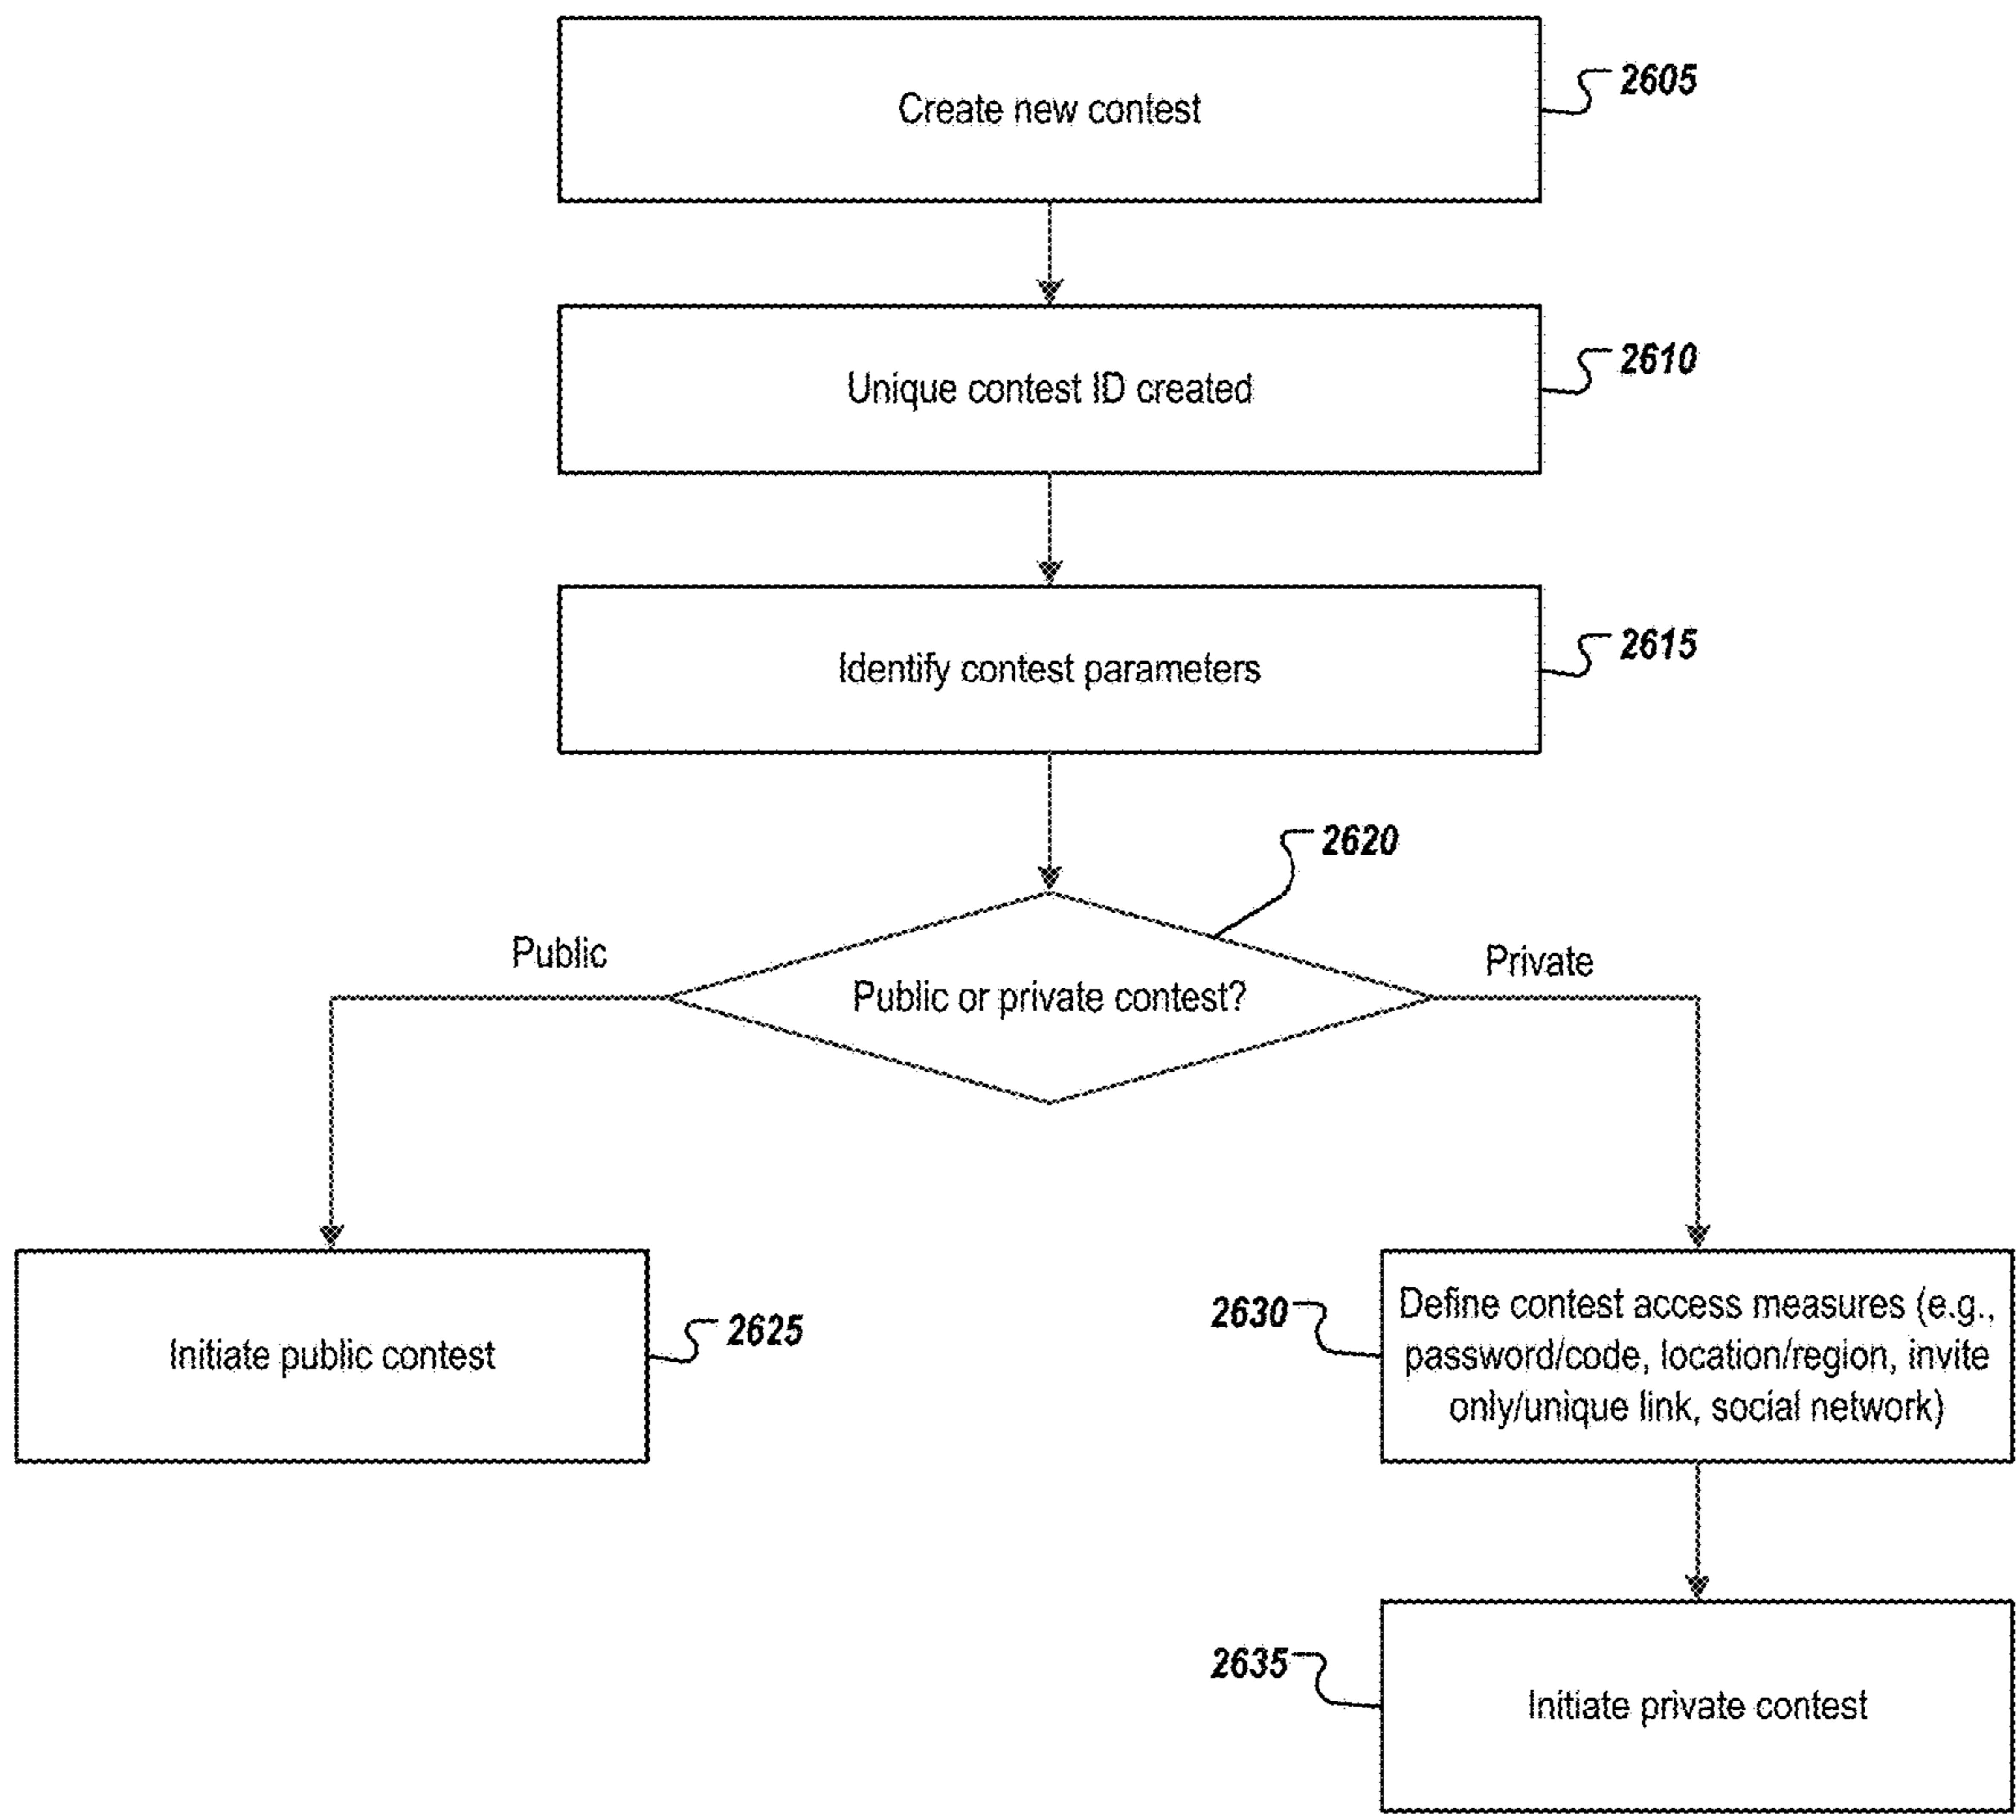 Create new contest
2605
Unique contest ID created
2610
Identify contest parameters
2615
2620
Public
Private
Public or private contest?
Initiate public contest
2625
2630
Define contest access measures (e.g.,
password/code, location/region, invite
only/unique link, social network)
2635
Initiate private contest